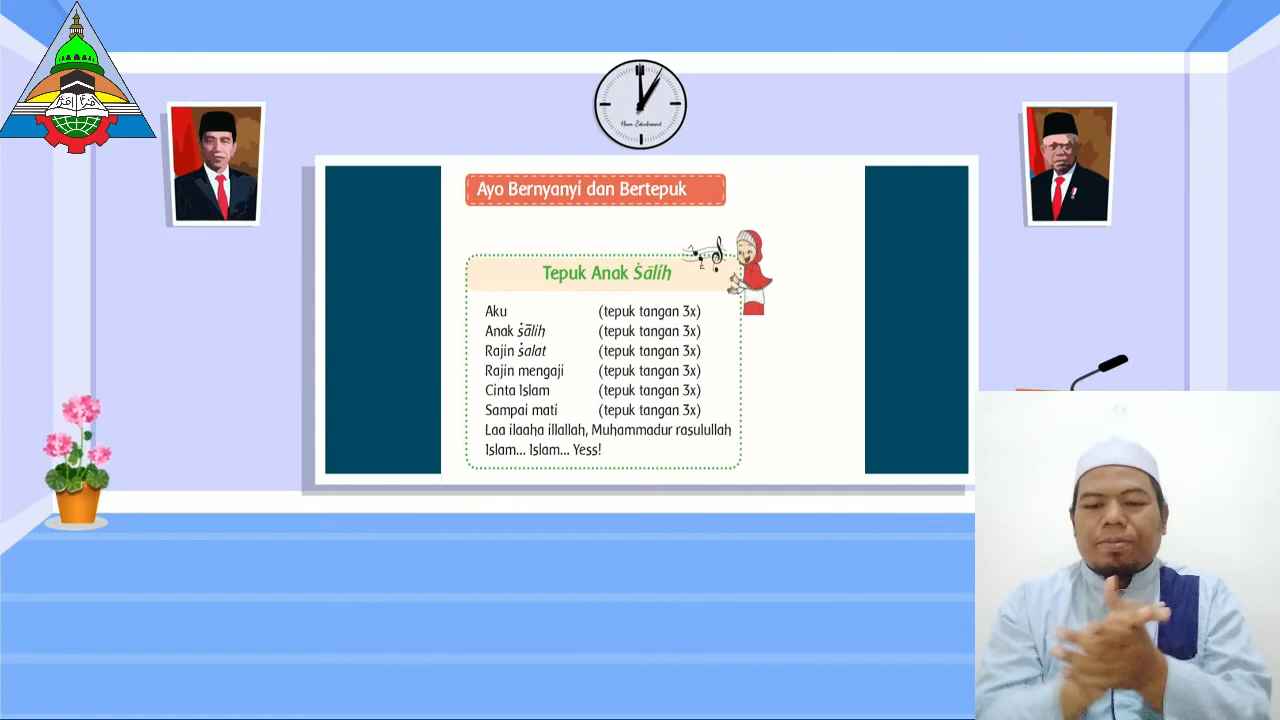 Ayo Bernyanyi dan Bertepuk
Tepuk Anak Ṡāliḥ
Aku (tepuk tangan 3x)
Anak ṡāliḥ (tepuk tangan 3x)
Rajin ṡalat (tepuk tangan 3x)
Rajin mengaji (tepuk tangan 3x)
Cinta Islam (tepuk tangan 3x)
Sampai mati (tepuk tangan 3x)
Laa ilaaha illallah, Muḥammadur rasulullah
Islam... Islam... Yess!